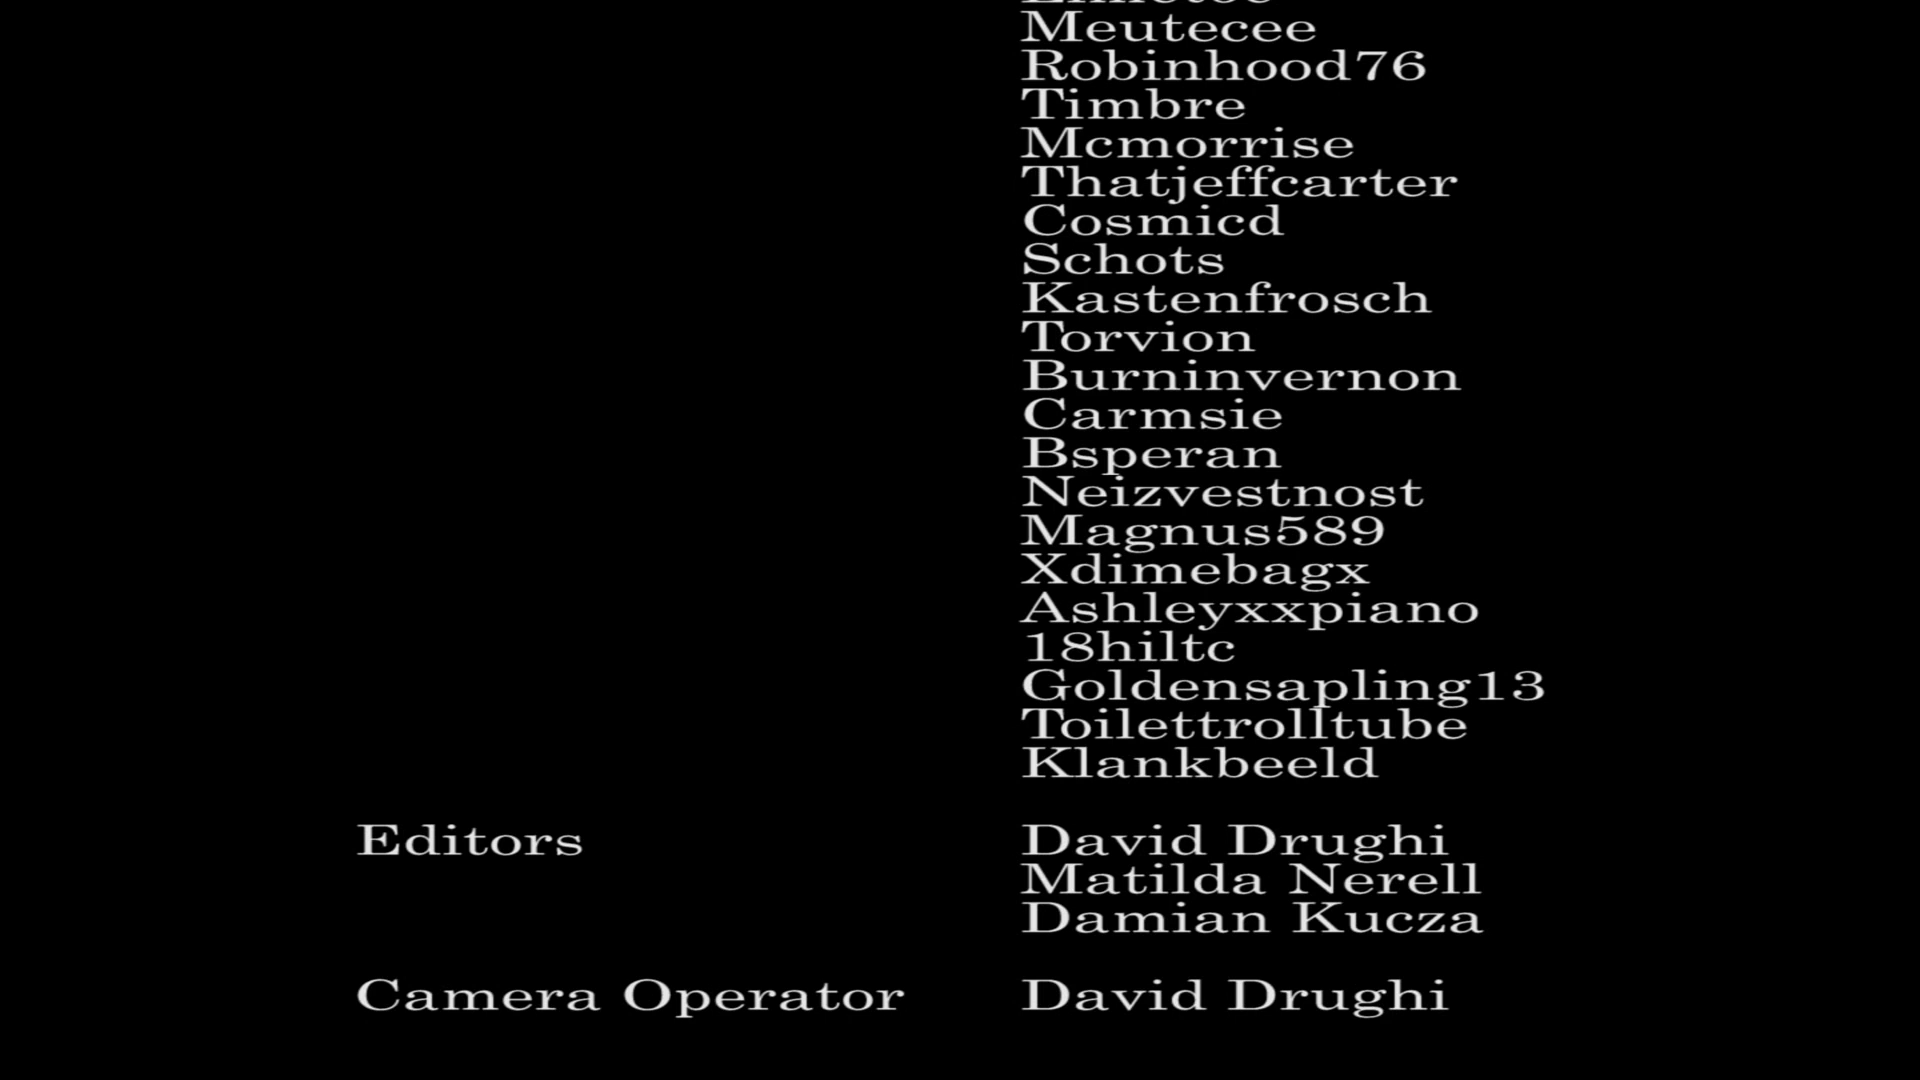 Meutecee
Robinhood76
Timbre
Mcmorrise
Thatjeffcarter
Cosmicd
Schots
Kastenfrosch
Torvion
Burninvernon
Carmsie
Bsperan
Neizvestnost
Magnus589
Xdimebagx
Ashleyxxpiano
18hiltc
Goldensapling13
Toilettrolltube
Klankbeeld
Editors David Drughi
Matilda Nerell
Damian Kucza
Camera Operator David Drughi